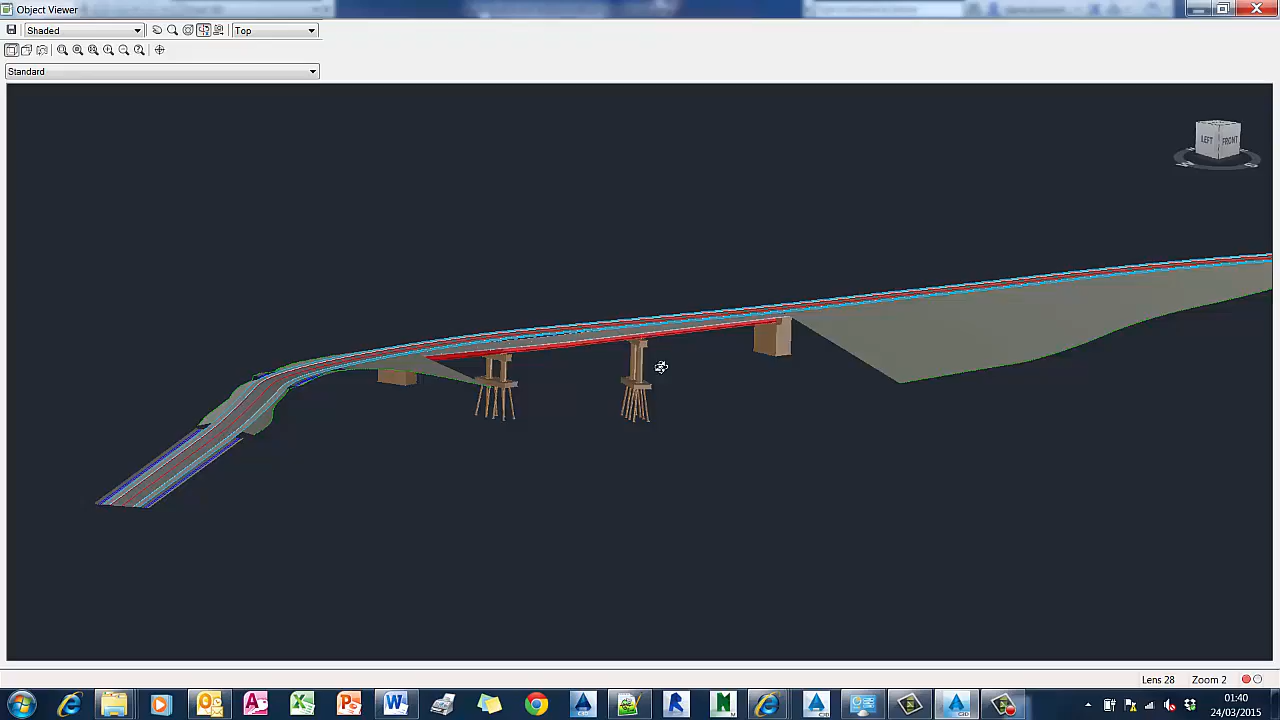 Object Viewer
Shaded
Top
Standard
LEFT
FRONT
Lens 28
Zoom 2
01:40
24/03/2015